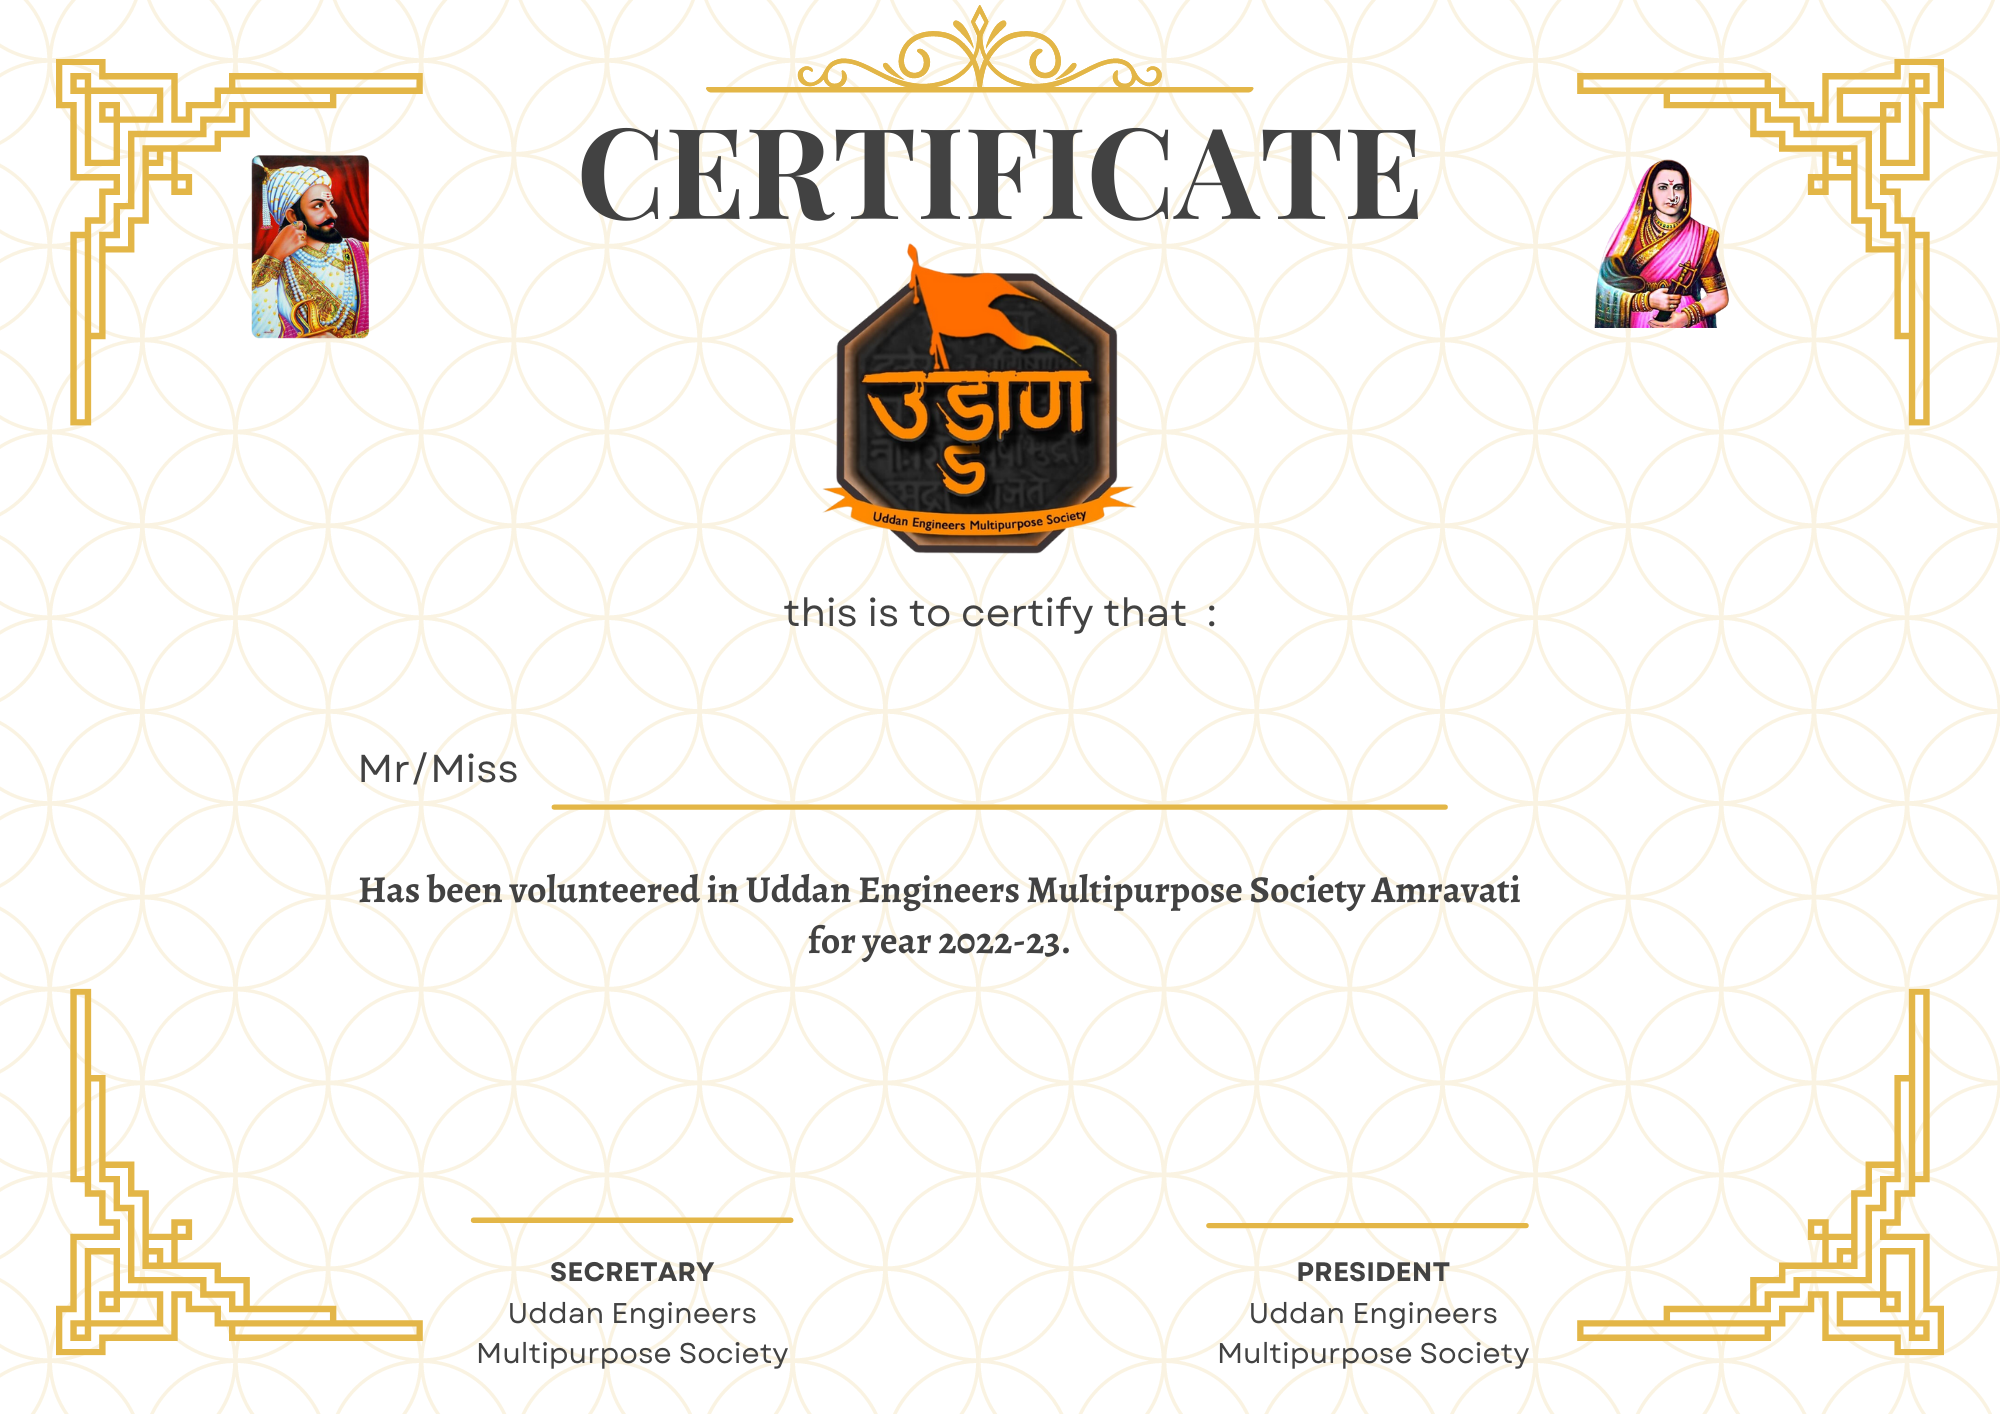 CERTIFICATE
उड्डाण
Uddan Engineers Multipurpose Society
this is to certify that :
Mr/Miss
Has been volunteered in Uddan Engineers Multipurpose Society Amravati
for year 2022-23.
SECRETARY
Uddan Engineers
Multipurpose Society
PRESIDENT
Uddan Engineers
Multipurpose Society